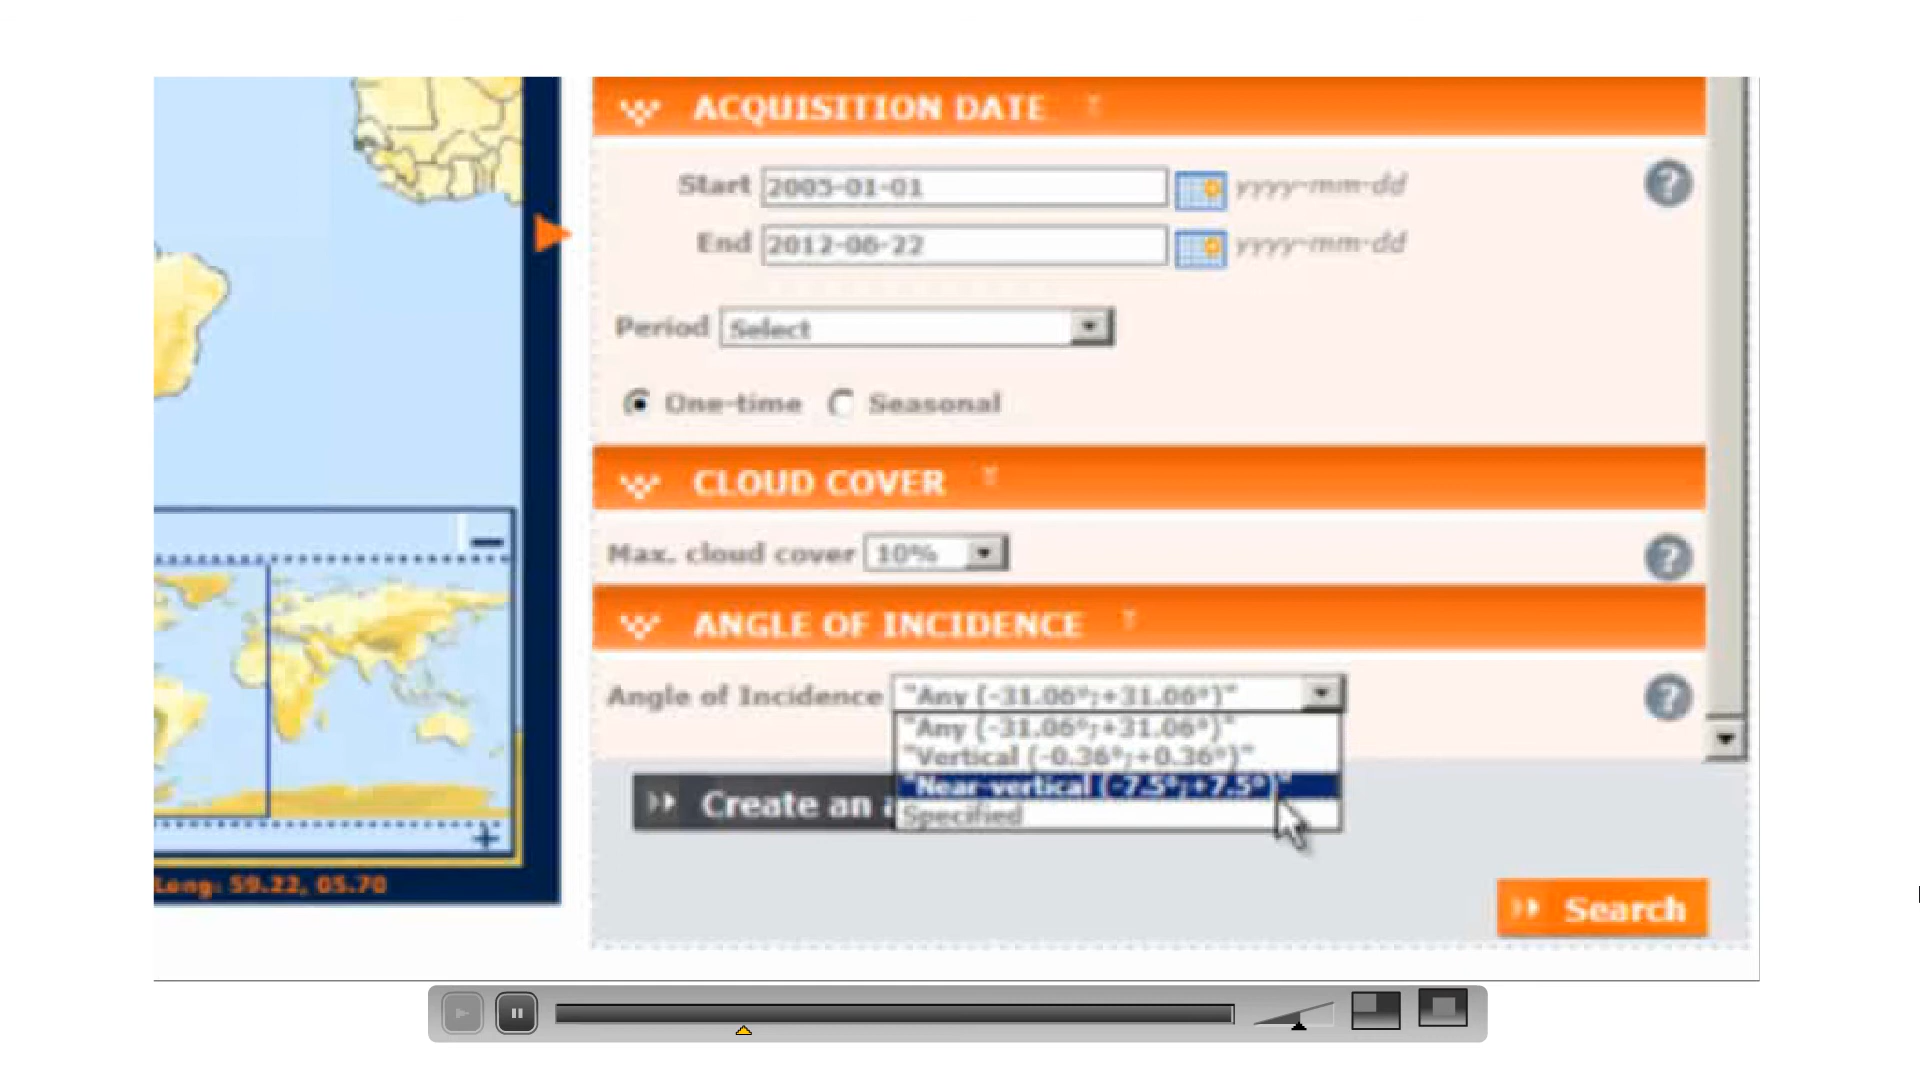 ACQUISITION DATE
Start 2005-01-01 yyyy-mm-dd
End 2012-06-22 yyyy-mm-dd
Period Select
One-time Seasonal
CLOUD COVER
Max. cloud cover 10%
ANGLE OF INCIDENCE
Angle of Incidence "Any (-31.06°;+31.06°)"
"Any (-31.06°;+31.06°)"
"Vertical (-0.36°;+0.36°)"
"Near-vertical (-7.5°;+7.5°)"
Create an
Specified
Long: 59.22, 05.70
Search